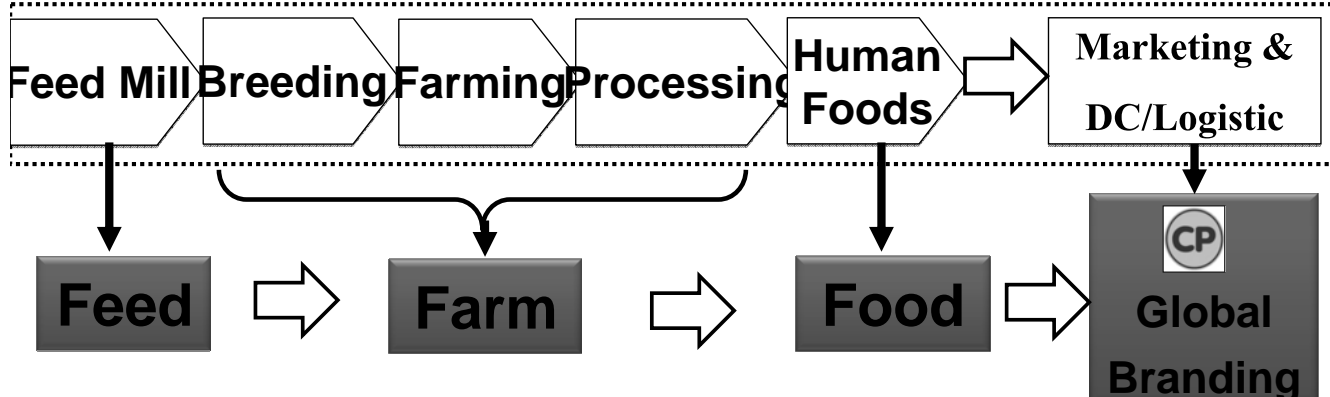 Feed Mill
Breeding
Farming
Processing
Human
Foods
Marketing &
DC/Logistic
Feed
Farm
Food
CP
Global
Branding